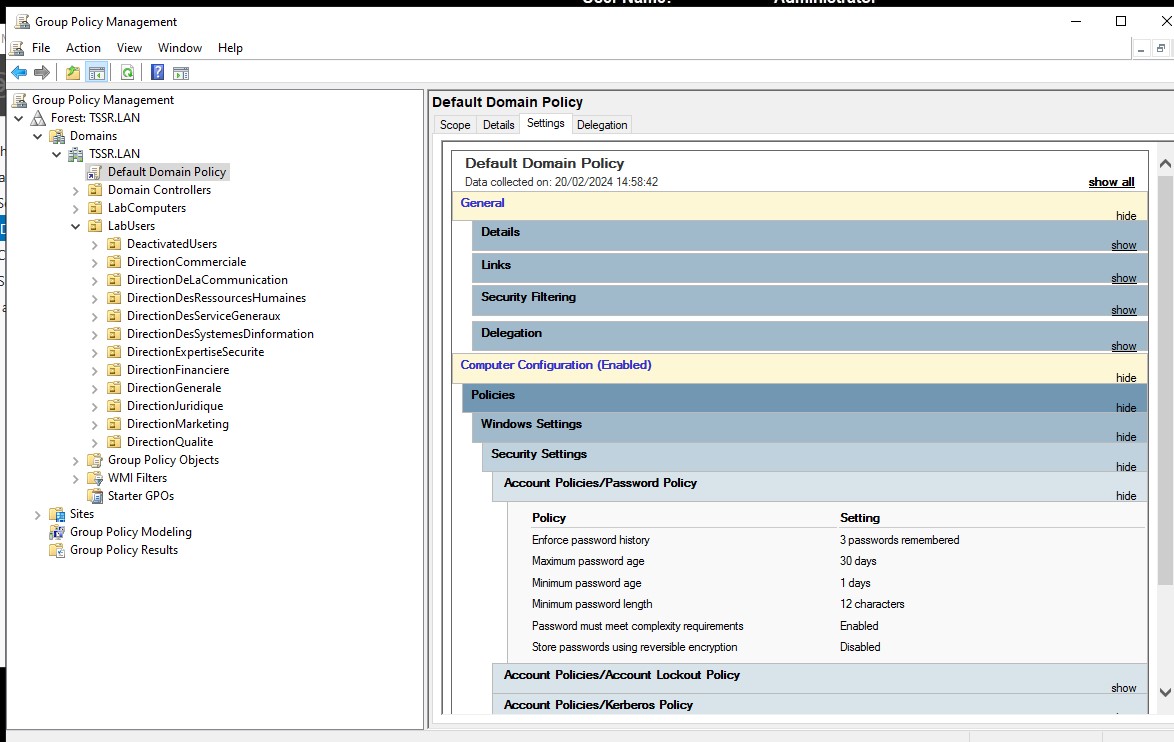 User Name: Administrator
Group Policy Management
File Action View Window Help
Group Policy Management
Forest: TSSR.LAN
Domains
TSSR.LAN
Default Domain Policy
Domain Controllers
LabComputers
LabUsers
DeactivatedUsers
DirectionCommerciale
DirectionDeLaCommunication
DirectionDesRessourcesHumaines
DirectionDesServiceGeneraux
DirectionDesSystemesDinformation
DirectionExpertiseSecurite
DirectionFinanciere
DirectionGenerale
DirectionJuridique
DirectionMarketing
DirectionQualite
Group Policy Objects
WMI Filters
Starter GPOs
Sites
Group Policy Modeling
Group Policy Results
Default Domain Policy
Scope Details Settings Delegation
Default Domain Policy
Data collected on: 20/02/2024 14:58:42 show all
General hide
Details show
Links show
Security Filtering show
Delegation show
Computer Configuration (Enabled) hide
Policies hide
Windows Settings hide
Security Settings hide
Account Policies/Password Policy hide
Policy Setting
Enforce password history 3 passwords remembered
Maximum password age 30 days
Minimum password age 1 days
Minimum password length 12 characters
Password must meet complexity requirements Enabled
Store passwords using reversible encryption Disabled
Account Policies/Account Lockout Policy show
Account Policies/Kerberos Policy